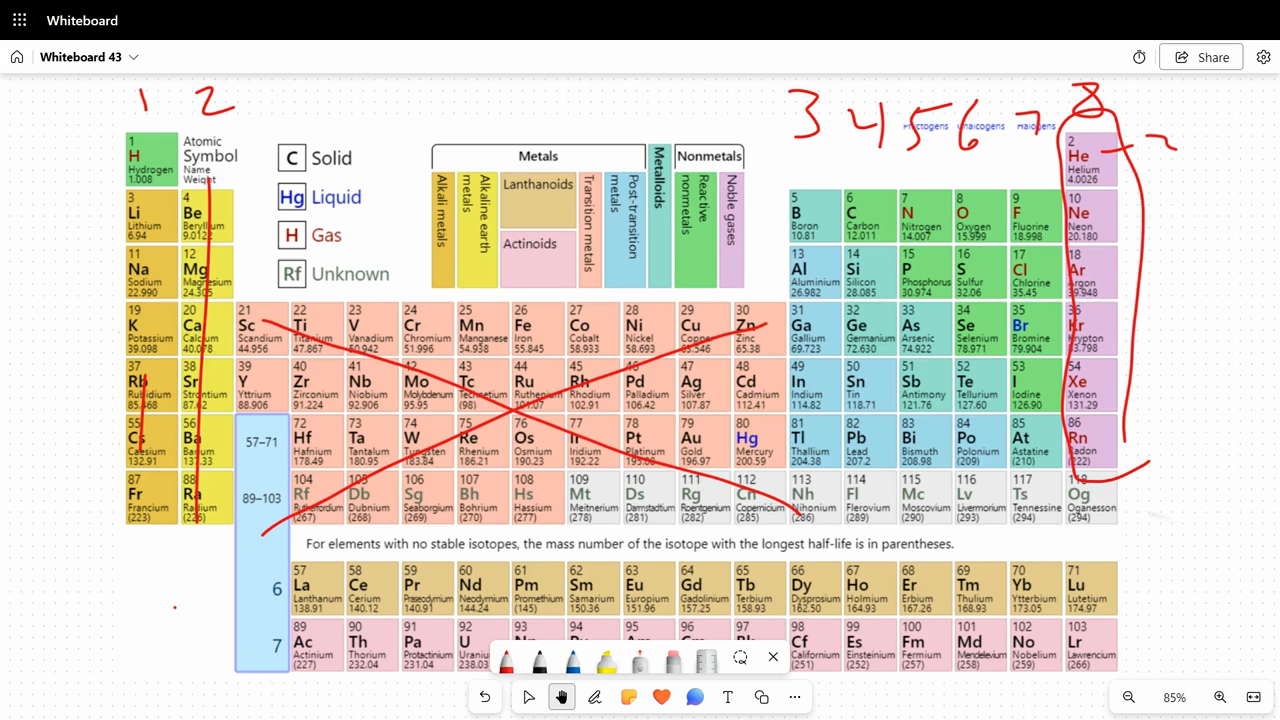 Whiteboard
Whiteboard 43
Share
1 2 3 4 5 6 7 8
Pnictogens Chalcogens Halogens
2
1 H Hydrogen 1.008
Atomic Symbol Name Weight
C Solid
Hg Liquid
H Gas
Rf Unknown
Metals Metalloids Nonmetals
Alkali metals Alkaline earth metals Lanthanoids Actinoids Transition metals Post-transition metals Reactive nonmetals Noble gases
2 He Helium 4.0026
3 Li Lithium 6.94
4 Be Beryllium 9.0122
5 B Boron 10.81
6 C Carbon 12.011
7 N Nitrogen 14.007
8 O Oxygen 15.999
9 F Fluorine 18.998
10 Ne Neon 20.180
11 Na Sodium 22.990
12 Mg Magnesium 24.305
13 Al Aluminium 26.982
14 Si Silicon 28.085
15 P Phosphorus 30.974
16 S Sulfur 32.06
17 Cl Chlorine 35.45
18 Ar Argon 39.948
19 K Potassium 39.098
20 Ca Calcium 40.078
21 Sc Scandium 44.956
22 Ti Titanium 47.867
23 V Vanadium 50.942
24 Cr Chromium 51.996
25 Mn Manganese 54.938
26 Fe Iron 55.845
27 Co Cobalt 58.933
28 Ni Nickel 58.693
29 Cu Copper 63.546
30 Zn Zinc 65.38
31 Ga Gallium 69.723
32 Ge Germanium 72.630
33 As Arsenic 74.922
34 Se Selenium 78.971
35 Br Bromine 79.904
36 Kr Krypton 83.798
37 Rb Rubidium 85.468
38 Sr Strontium 87.62
39 Y Yttrium 88.906
40 Zr Zirconium 91.224
41 Nb Niobium 92.906
42 Mo Molybdenum 95.95
43 Tc Technetium (98)
44 Ru Ruthenium 101.07
45 Rh Rhodium 102.91
46 Pd Palladium 106.42
47 Ag Silver 107.87
48 Cd Cadmium 112.41
49 In Indium 114.82
50 Sn Tin 118.71
51 Sb Antimony 121.76
52 Te Tellurium 127.60
53 I Iodine 126.90
54 Xe Xenon 131.29
55 Cs Caesium 132.91
56 Ba Barium 137.33
57–71
72 Hf Hafnium 178.49
73 Ta Tantalum 180.95
74 W Tungsten 183.84
75 Re Rhenium 186.21
76 Os Osmium 190.23
77 Ir Iridium 192.22
78 Pt Platinum 195.08
79 Au Gold 196.97
80 Hg Mercury 200.59
81 Tl Thallium 204.38
82 Pb Lead 207.2
83 Bi Bismuth 208.98
84 Po Polonium (209)
85 At Astatine (210)
86 Rn Radon (222)
87 Fr Francium (223)
88 Ra Radium (226)
89–103
104 Rf Rutherfordium (267)
105 Db Dubnium (268)
106 Sg Seaborgium (269)
107 Bh Bohrium (270)
108 Hs Hassium (277)
109 Mt Meitnerium (278)
110 Ds Darmstadtium (281)
111 Rg Roentgenium (282)
112 Cn Copernicium (285)
113 Nh Nihonium (286)
114 Fl Flerovium (289)
115 Mc Moscovium (290)
116 Lv Livermorium (293)
117 Ts Tennessine (294)
118 Og Oganesson (294)
For elements with no stable isotopes, the mass number of the isotope with the longest half-life is in parentheses.
6
57 La Lanthanum 138.91
58 Ce Cerium 140.12
59 Pr Praseodymium 140.91
60 Nd Neodymium 144.24
61 Pm Promethium (145)
62 Sm Samarium 150.36
63 Eu Europium 151.96
64 Gd Gadolinium 157.25
65 Tb Terbium 158.93
66 Dy Dysprosium 162.50
67 Ho Holmium 164.93
68 Er Erbium 167.26
69 Tm Thulium 168.93
70 Yb Ytterbium 173.05
71 Lu Lutetium 174.97
7
89 Ac Actinium (227)
90 Th Thorium 232.04
91 Pa Protactinium 231.04
92 U Uranium 238.03
93
94
95
96
97
98 Cf Californium (251)
99 Es Einsteinium (252)
100 Fm Fermium (257)
101 Md Mendelevium (258)
102 No Nobelium (259)
103 Lr Lawrencium (266)
T
85%